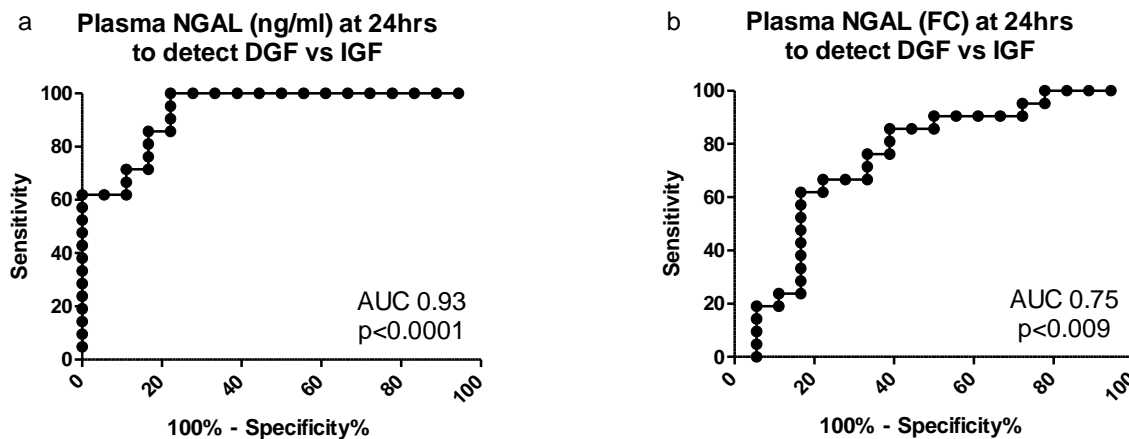 a
Plasma NGAL (ng/ml) at 24hrs
to detect DGF vs IGF
100
80
60
40
20
0
Sensitivity
AUC 0.93
p<0.0001
0
20
40
60
80
100
100% - Specificity%
b
Plasma NGAL (FC) at 24hrs
to detect DGF vs IGF
100
80
60
40
20
0
Sensitivity
AUC 0.75
p<0.009
0
20
40
60
80
100
100% - Specificity%